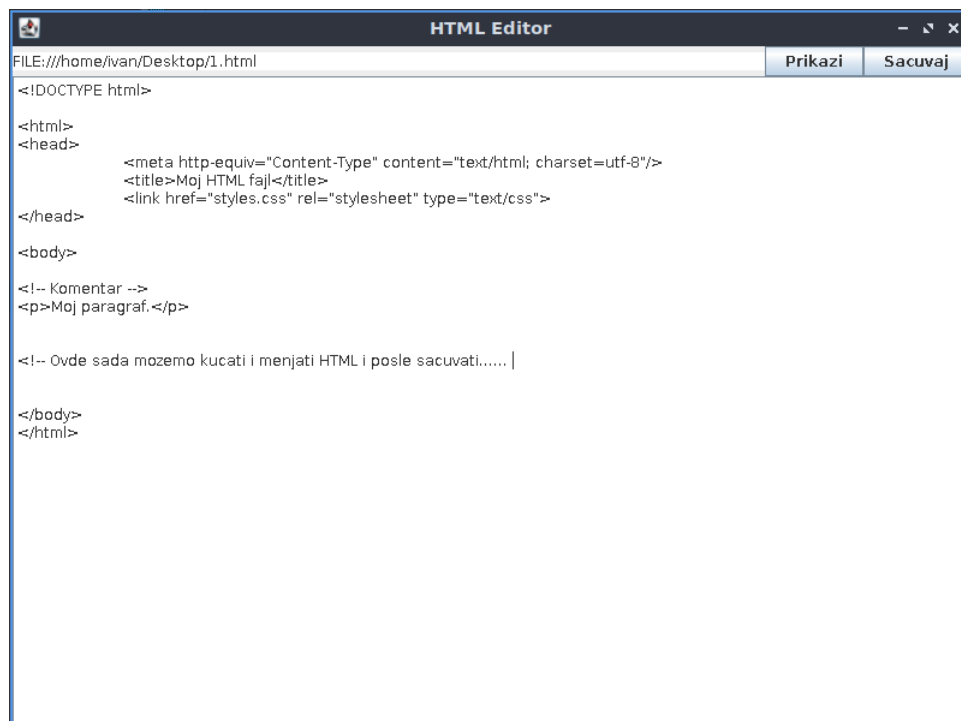 HTML Editor
FILE:///home/ivan/Desktop/1.html
Prikazi
Sacuvaj
<!DOCTYPE html>
<html>
<head>
<meta http-equiv="Content-Type" content="text/html; charset=utf-8"/>
<title>Moj HTML fajl</title>
<link href="styles.css" rel="stylesheet" type="text/css">
</head>
<body>
<!-- Komentar -->
<p>Moj paragraf.</p>
<!-- Ovde sada mozemo kucati i menjati HTML i posle sacuvati......
</body>
</html>